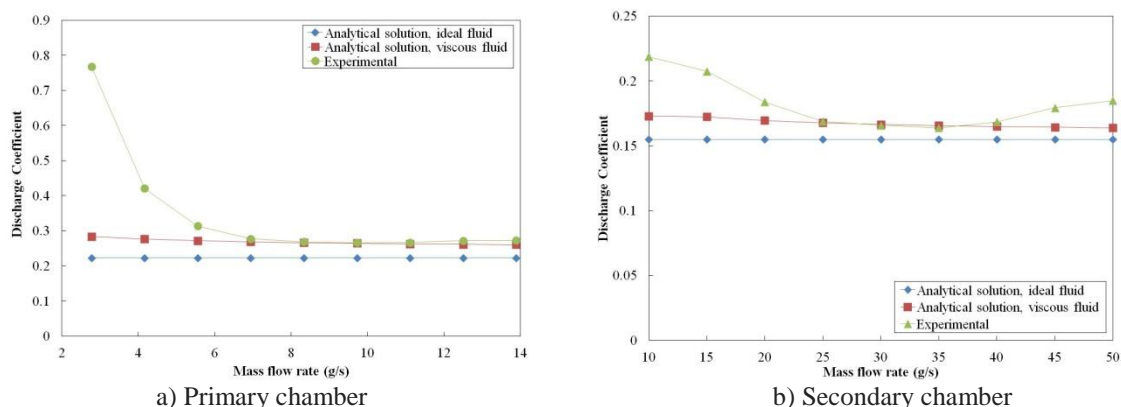 0.9
0.8
0.7
0.6
0.5
0.4
0.3
0.2
0.1
0
Discharge Coefficient
Analytical solution, ideal fluid
Analytical solution, viscous fluid
Experimental
2 4 6 8 10 12 14
Mass flow rate (g/s)
a) Primary chamber
0.25
0.2
0.15
0.1
0.05
0
Discharge Coefficient
Analytical solution, ideal fluid
Analytical solution, viscous fluid
Experimental
10 15 20 25 30 35 40 45 50
Mass flow rate (g/s)
b) Secondary chamber